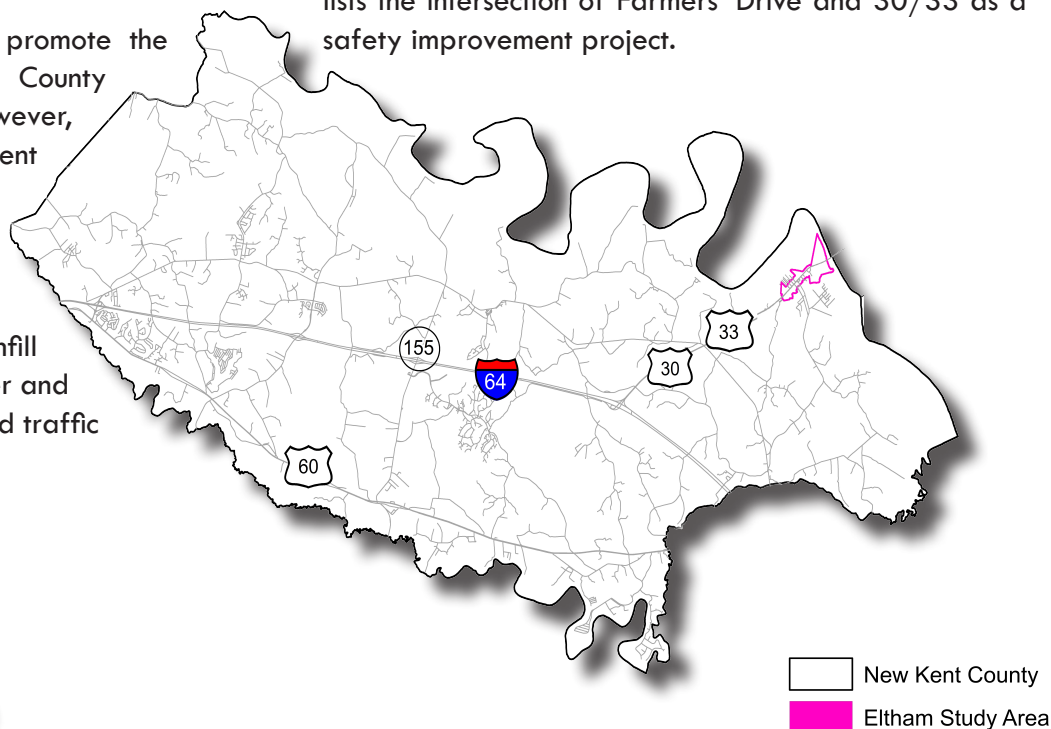 promote the
County
ent
nfill
er and
d traffic
safety improvement project.
155
64
33
30
60
New Kent County
Eltham Study Area